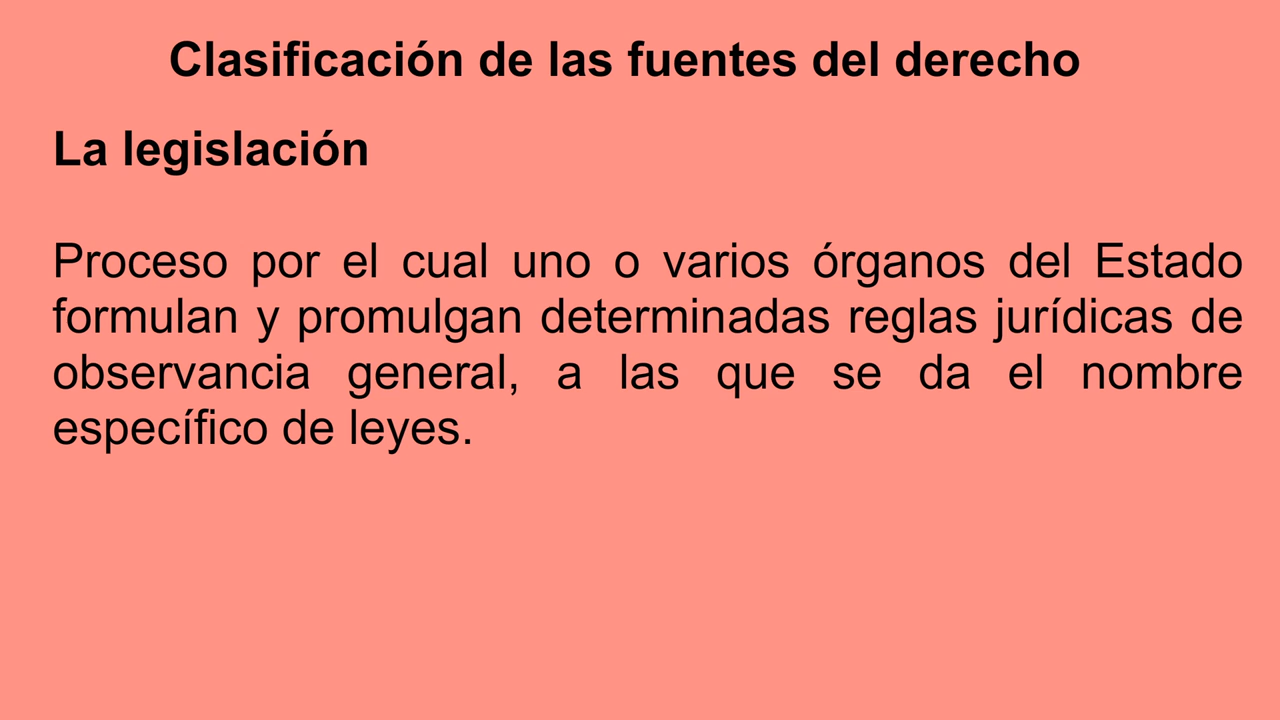 Clasificación de las fuentes del derecho
La legislación
Proceso por el cual uno o varios órganos del Estado
formulan y promulgan determinadas reglas jurídicas de
observancia general, a las que se da el nombre
específico de leyes.